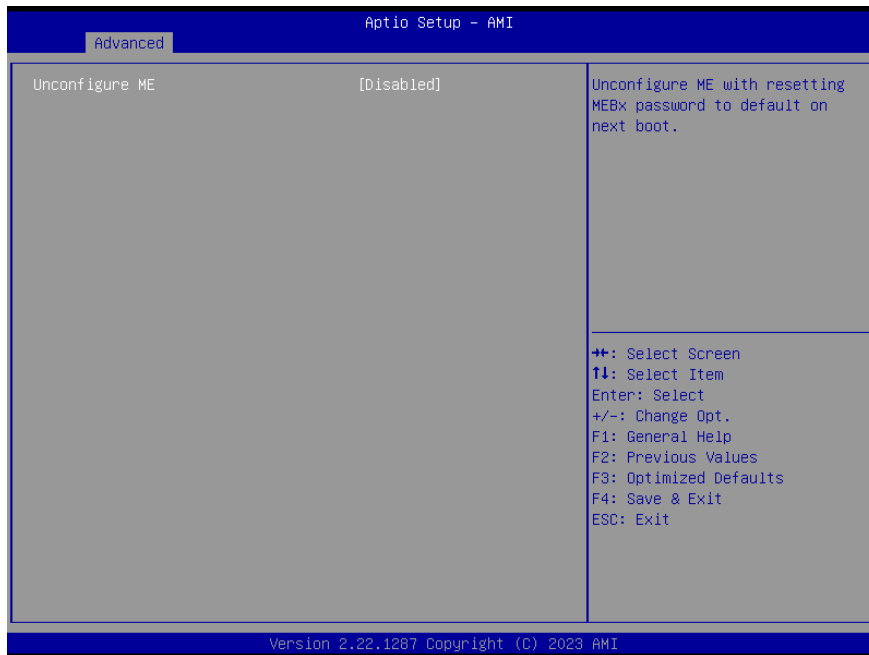 Aptio Setup – AMI
Advanced
Unconfigure ME [Disabled]
Unconfigure ME with resetting
MEBx password to default on
next boot.
→←: Select Screen
↑↓: Select Item
Enter: Select
+/-: Change Opt.
F1: General Help
F2: Previous Values
F3: Optimized Defaults
F4: Save & Exit
ESC: Exit
Version 2.22.1287 Copyright (C) 2023 AMI